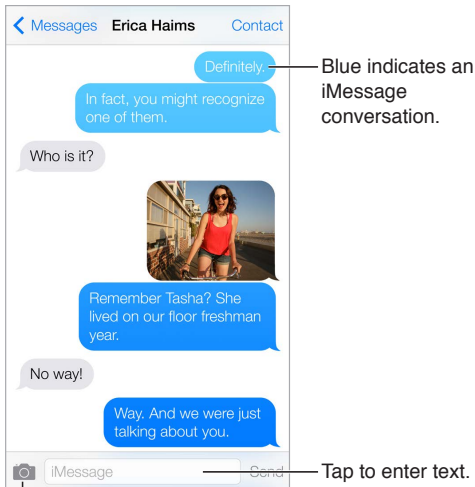 Messages Erica Haims Contact
Definitely.
Blue indicates an
iMessage
conversation.
In fact, you might recognize
one of them.
Who is it?
Remember Tasha? She
lived on our floor freshman
year.
No way!
Way. And we were just
talking about you.
iMessage Send
Tap to enter text.